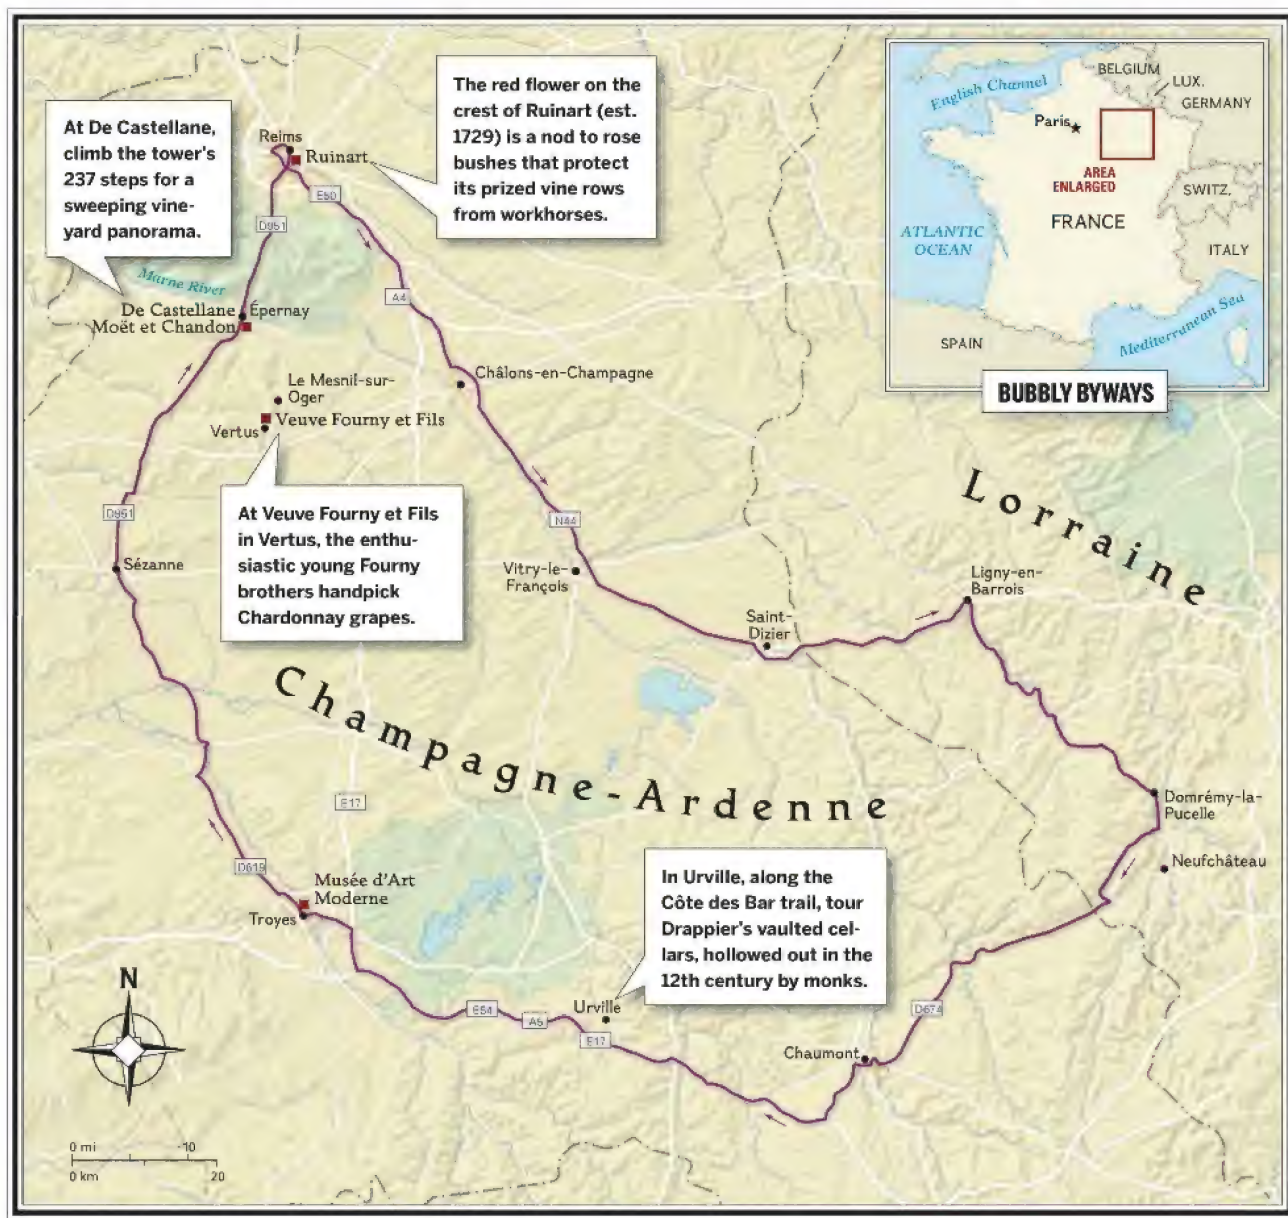 At De Castellane,
climb the tower's
237 steps for a
sweeping vine-
yard panorama.
The red flower on the
crest of Ruinart (est.
1729) is a nod to rose
bushes that protect
its prized vine rows
from workhorses.
BELGIUM
LUX.
GERMANY
English Channel
Paris
AREA
ENLARGED
SWITZ.
FRANCE
ATLANTIC
OCEAN
ITALY
Mediterranean Sea
SPAIN
BUBBLY BYWAYS
Reims
Ruinart
E50
D951
Marne River
A4
De Castellane
Épernay
Moët et Chandon
Châlons-en-Champagne
Le Mesnil-sur-
Oger
Veuve Fourny et Fils
Vertus
At Veuve Fourny et Fils
in Vertus, the enthu-
siastic young Fourny
brothers handpick
Chardonnay grapes.
Lorraine
D951
N44
Sézanne
Vitry-le-
François
Ligny-en-
Barrois
Saint-
Dizier
Champagne-Ardenne
E17
Domrémy-la-
Pucelle
Neufchâteau
D619
Musée d'Art
Moderne
Troyes
In Urville, along the
Côte des Bar trail, tour
Drappier's vaulted cel-
lars, hollowed out in the
12th century by monks.
N
Urville
E54
A5
E17
D674
Chaumont
0 mi 10
0 km 20